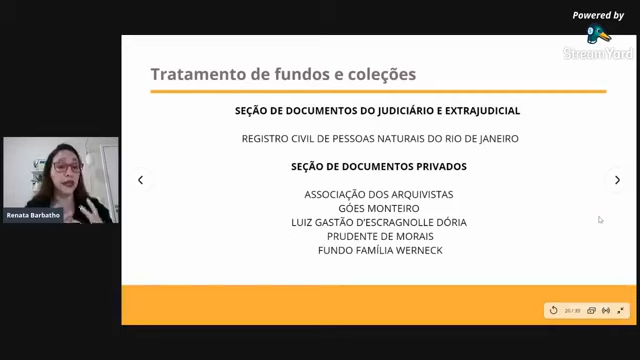 Powered by
StreamYard
Tratamento de fundos e coleções
SEÇÃO DE DOCUMENTOS DO JUDICIÁRIO E EXTRAJUDICIAL
REGISTRO CIVIL DE PESSOAS NATURAIS DO RIO DE JANEIRO
SEÇÃO DE DOCUMENTOS PRIVADOS
ASSOCIAÇÃO DOS ARQUIVISTAS
GÓES MONTEIRO
LUIZ GASTÃO D'ESCRAGNOLLE DÓRIA
PRUDENTE DE MORAIS
FUNDO FAMÍLIA WERNECK
Renata Barbatho